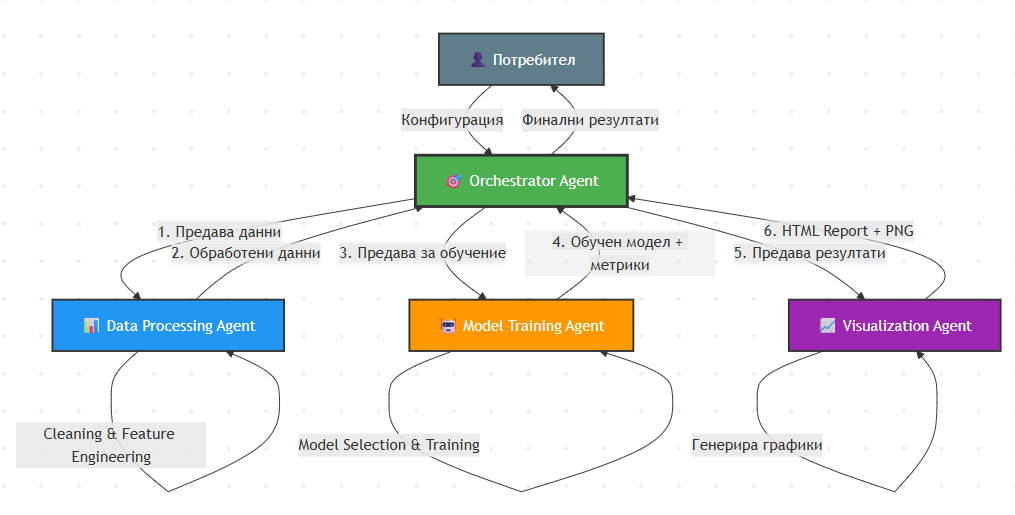 Потребител
Конфигурация
Финални резултати
Orchestrator Agent
1. Предава данни
2. Обработени данни
3. Предава за обучение
4. Обучен модел +
метрики
6. HTML Report + PNG
5. Предава резултати
Data Processing Agent
Model Training Agent
Visualization Agent
Cleaning & Feature
Engineering
Model Selection & Training
Генерира графики